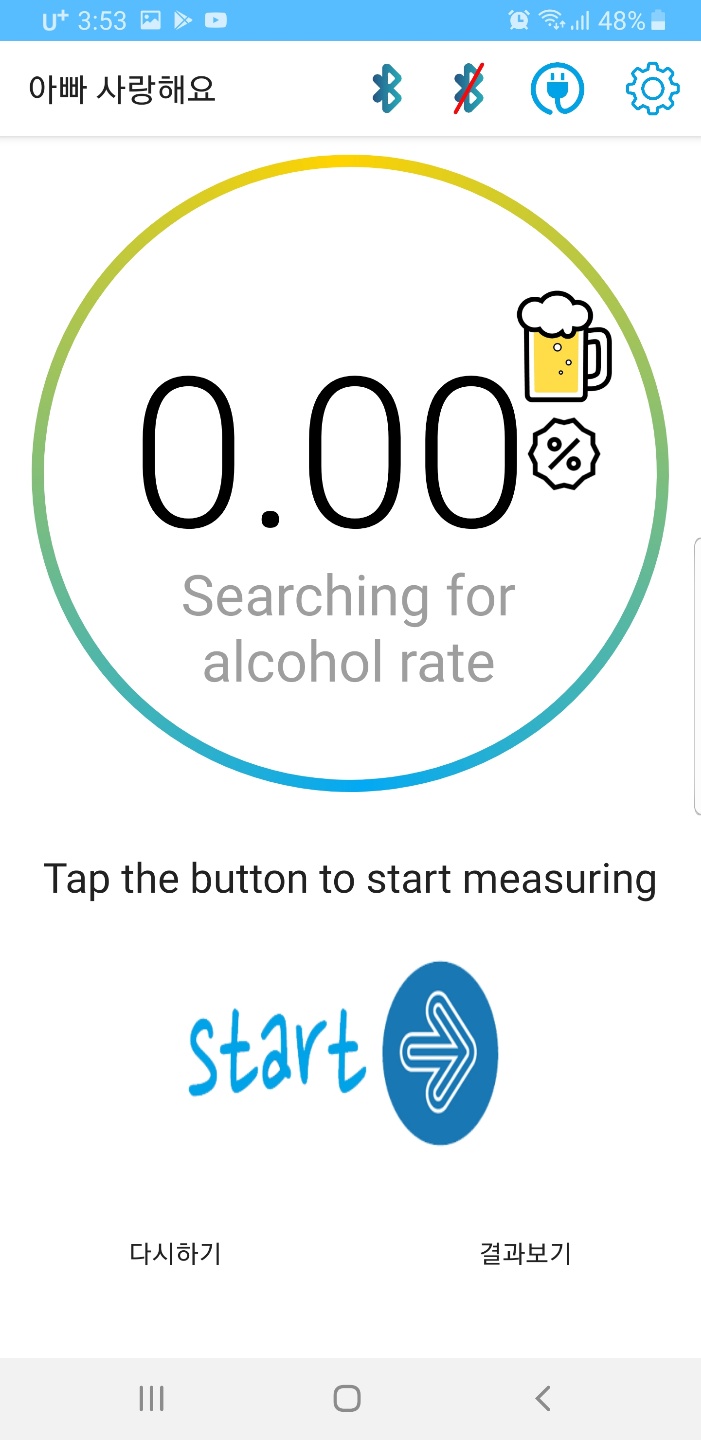 U+ 3:53 48%
아빠 사랑해요
0.00
%
Searching for
alcohol rate
Tap the button to start measuring
start
다시하기 결과보기